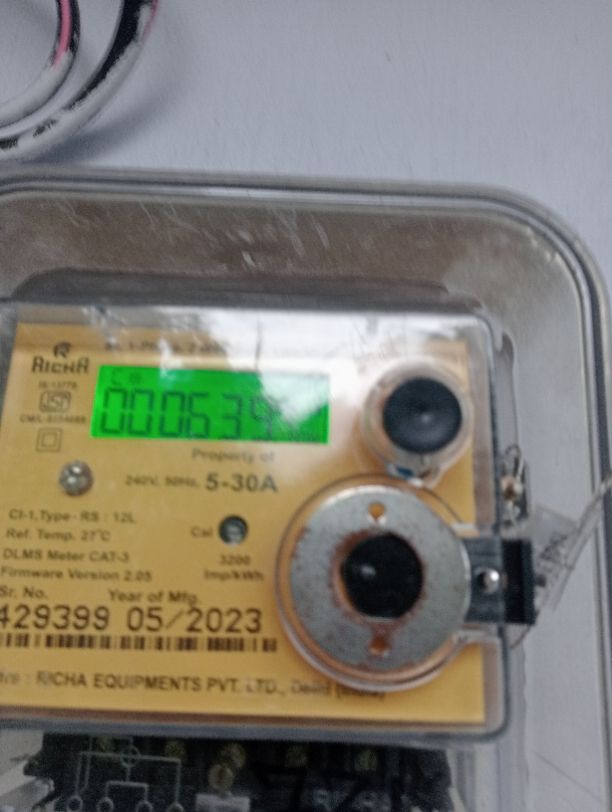 RICHA
IS:13779
ISI
Property of
240V, 50Hz, 5-30A
Cl-1,Type- RS : 12L
Ref. Temp. 27°C
Cal
DLMS Meter CAT-3
3200
Firmware Version 2.05
Imp/kWh
Sr. No. Year of Mfg.
429399 05/2023
: RICHA EQUIPMENTS PVT. LTD., Delhi